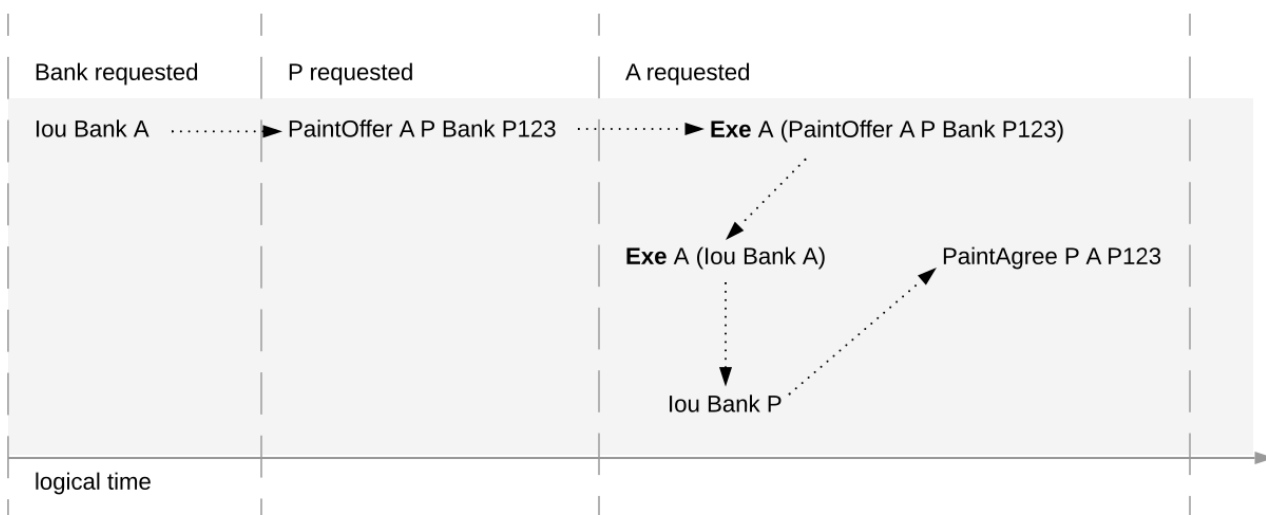 Bank requested
P requested
A requested
Iou Bank A
PaintOffer A P Bank P123
Exe A (PaintOffer A P Bank P123)
Exe A (Iou Bank A)
PaintAgree P A P123
Iou Bank P
logical time